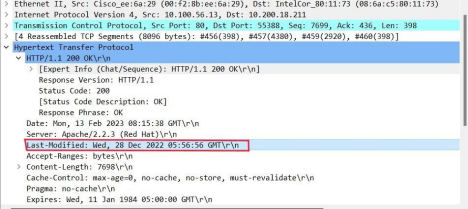 Ethernet II, Src: Cisco_ee:6a:29 (00:f2:8b:ee:6a:29), Dst: IntelCor_80:11:73 (08:6a:c5:80:11:73)
Internet Protocol Version 4, Src: 10.100.56.13, Dst: 10.200.18.211
Transmission Control Protocol, Src Port: 80, Dst Port: 55388, Seq: 7699, Ack: 436, Len: 398
[4 Reassembled TCP Segments (8096 bytes): #456(398), #457(4380), #459(2920), #460(398)]
Hypertext Transfer Protocol
HTTP/1.1 200 OK\r\n
[Expert Info (Chat/Sequence): HTTP/1.1 200 OK\r\n]
Response Version: HTTP/1.1
Status Code: 200
[Status Code Description: OK]
Response Phrase: OK
Date: Mon, 13 Feb 2023 08:15:38 GMT\r\n
Server: Apache/2.2.3 (Red Hat)\r\n
Last-Modified: Wed, 28 Dec 2022 05:56:56 GMT\r\n
Accept-Ranges: bytes\r\n
Content-Length: 7698\r\n
Cache-Control: max-age=0, no-cache, no-store, must-revalidate\r\n
Pragma: no-cache\r\n
Expires: Wed, 11 Jan 1984 05:00:00 GMT\r\n